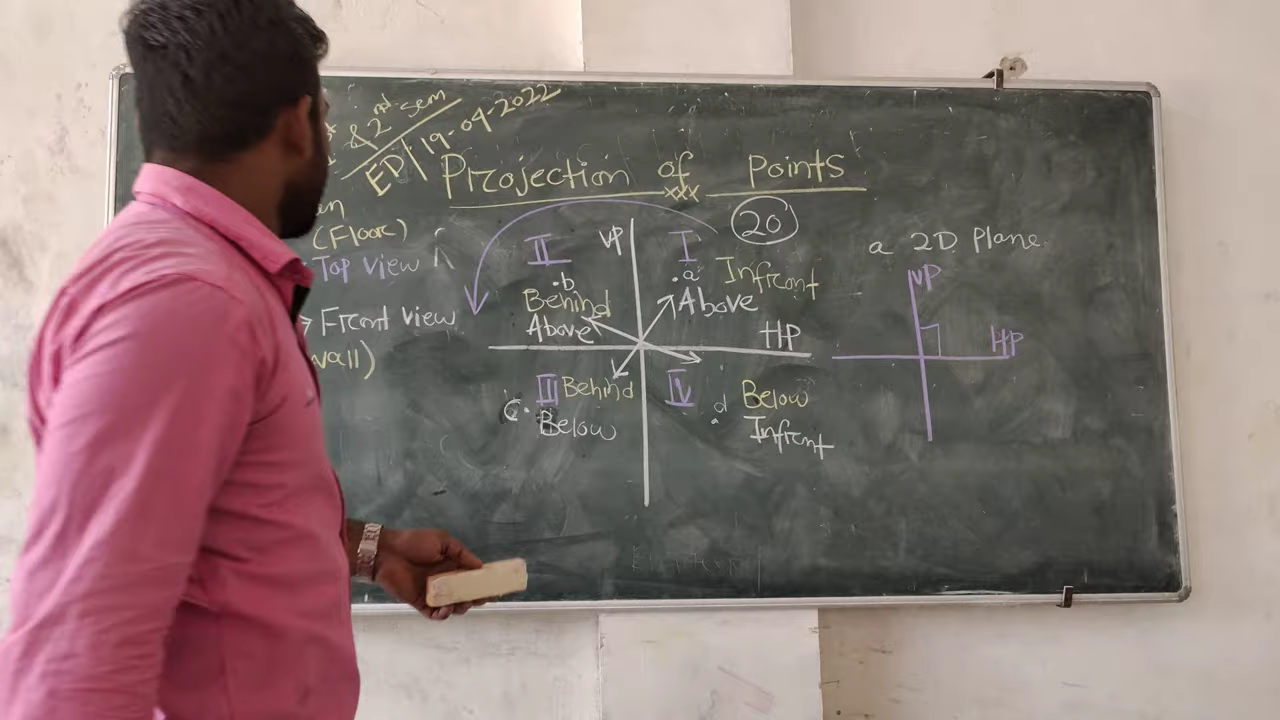 & 2nd sem
ED | 19-04-2022
Projection of Points
(Floor)
Top view
Front view
wall)
20
VP
HP
II
.b
Behind
Above
I
.a
Infront
Above
III Behind
C.
Below
IV
d
Below
Infront
a 2D Plane
VP
HP